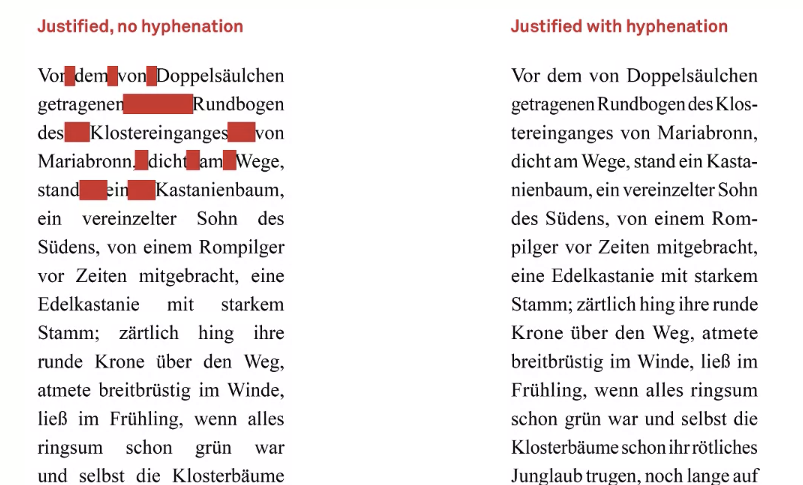 Justified, no hyphenation
Vor dem von Doppelsäulchen
getragenen Rundbogen
des Klostereinganges von
Mariabronn, dicht am Wege,
stand ein Kastanienbaum,
ein vereinzelter Sohn des
Südens, von einem Rompilger
vor Zeiten mitgebracht, eine
Edelkastanie mit starkem
Stamm; zärtlich hing ihre
runde Krone über den Weg,
atmete breitbrüstig im Winde,
ließ im Frühling, wenn alles
ringsum schon grün war
und selbst die Klosterbäume
Justified with hyphenation
Vor dem von Doppelsäulchen
getragenen Rundbogen des Klos-
tereinganges von Mariabronn,
dicht am Wege, stand ein Kasta-
nienbaum, ein vereinzelter Sohn
des Südens, von einem Rom-
pilger vor Zeiten mitgebracht,
eine Edelkastanie mit starkem
Stamm; zärtlich hing ihre runde
Krone über den Weg, atmete
breitbrüstig im Winde, ließ im
Frühling, wenn alles ringsum
schon grün war und selbst die
Klosterbäume schon ihr rötliches
Junglaub trugen, noch lange auf